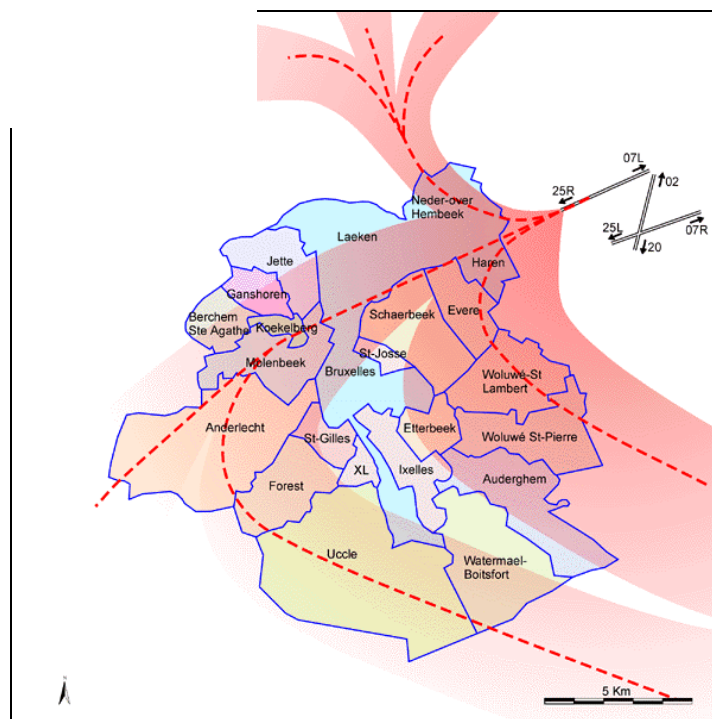 07L
25R
02
Neder-over
Hembeek
25L
07R
20
Laeken
Jette
Haren
Ganshoren
Berchem
Ste Agathe
Koekelberg
Schaerbeek
Evere
St-Josse
Molenbeek
Bruxelles
Woluwé-St
Lambert
Anderlecht
St-Gilles
Etterbeek
Woluwé St-Pierre
XL
Ixelles
Auderghem
Forest
Uccle
Watermael-
Boitsfort
5 Km